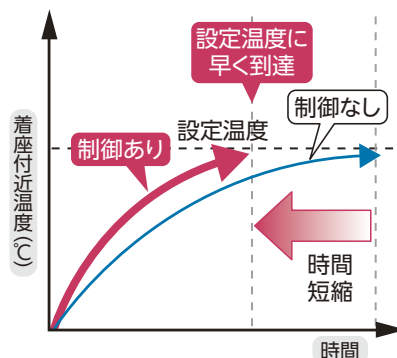 設定温度に
早く到達
制御なし
設定温度
制御あり
着座付近温度(℃)
時間
短縮
時間